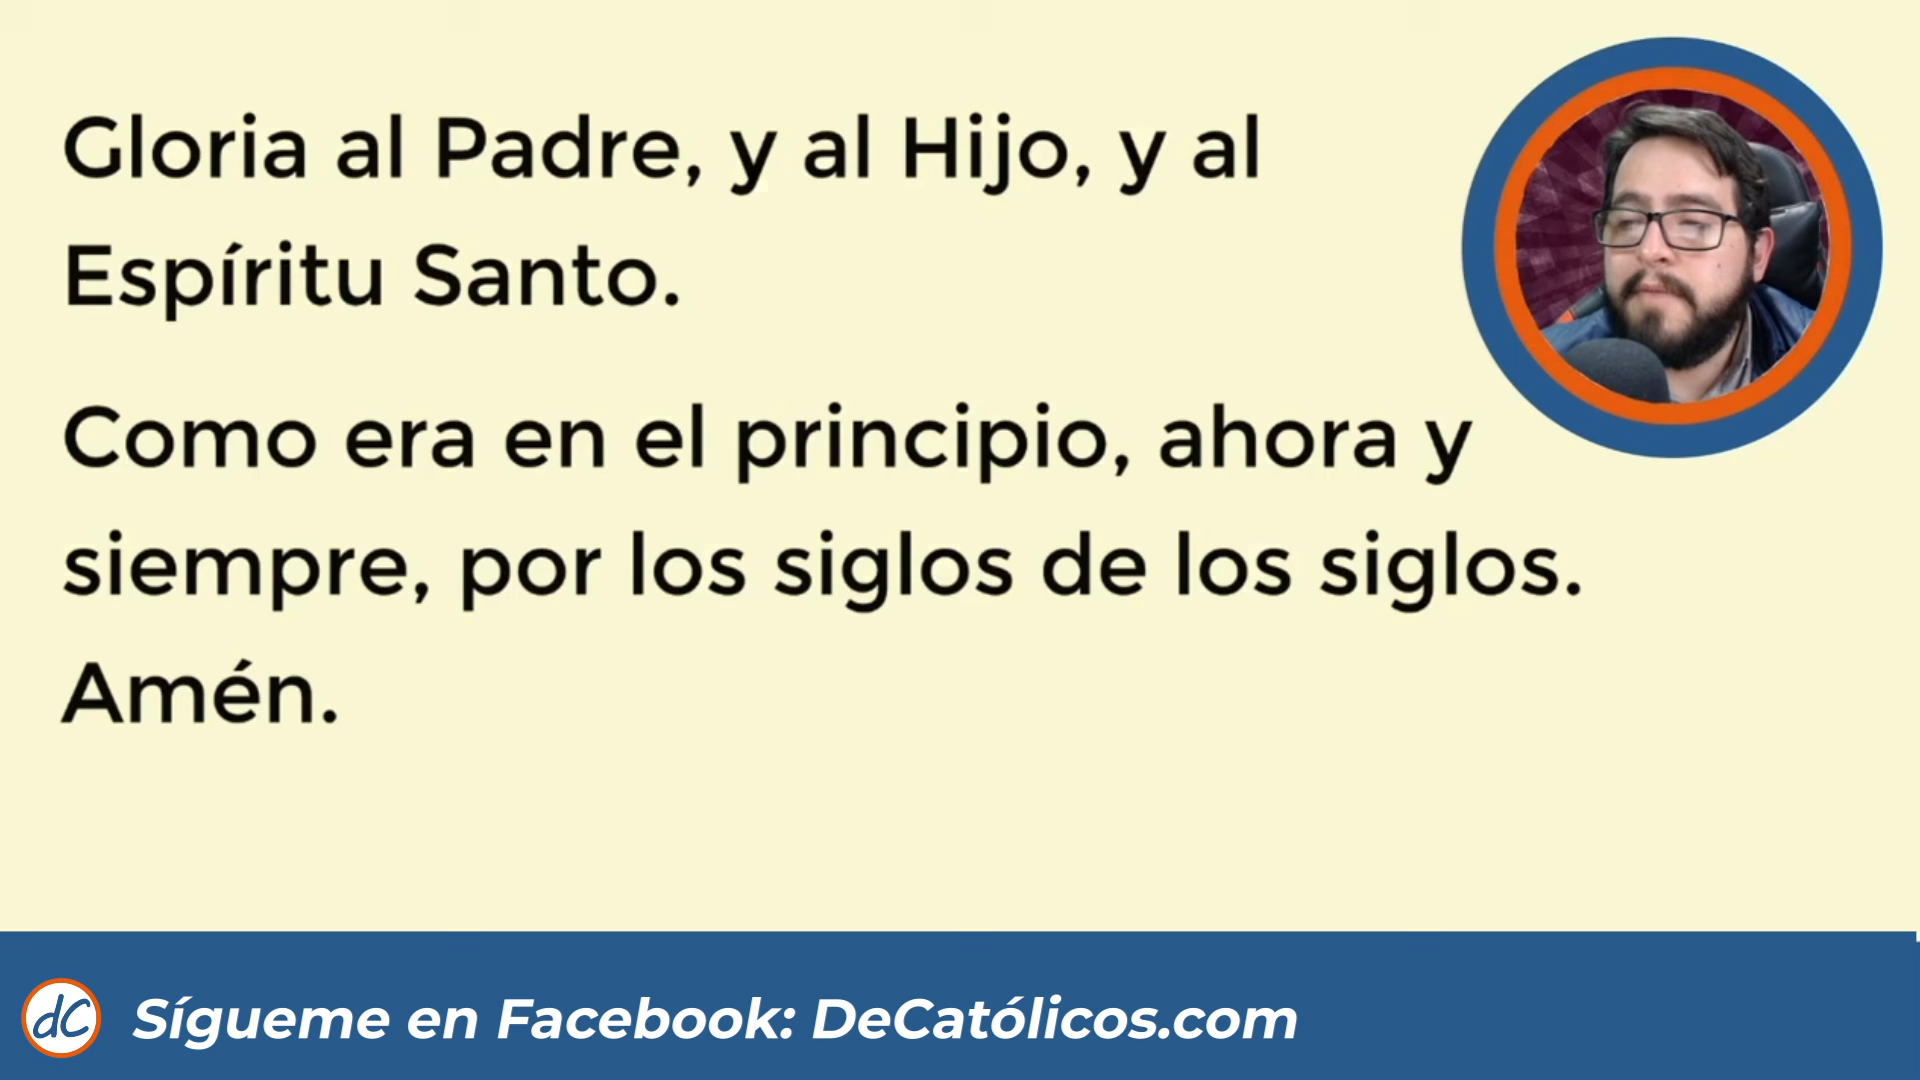 Gloria al Padre, y al Hijo, y al
Espíritu Santo.
Como era en el principio, ahora y
siempre, por los siglos de los siglos.
Amén.
dC Sígueme en Facebook: DeCatólicos.com